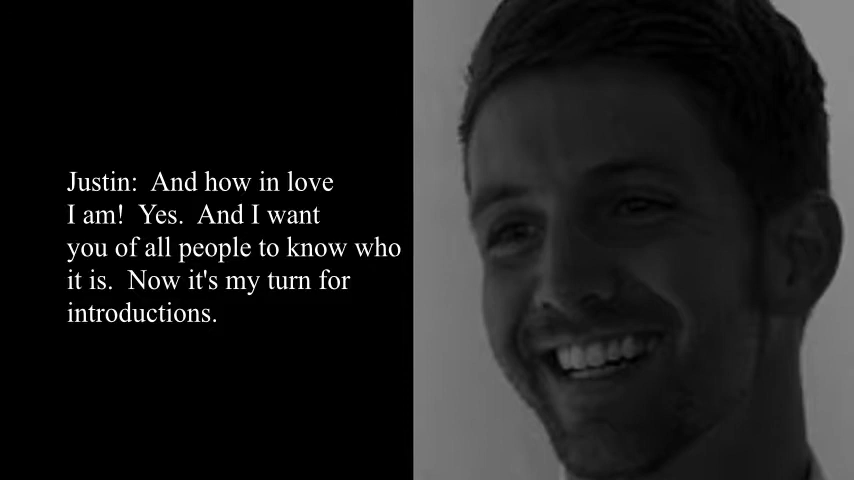 Justin:  And how in love
I am!  Yes.  And I want
you of all people to know who
it is.  Now it's my turn for
introductions.